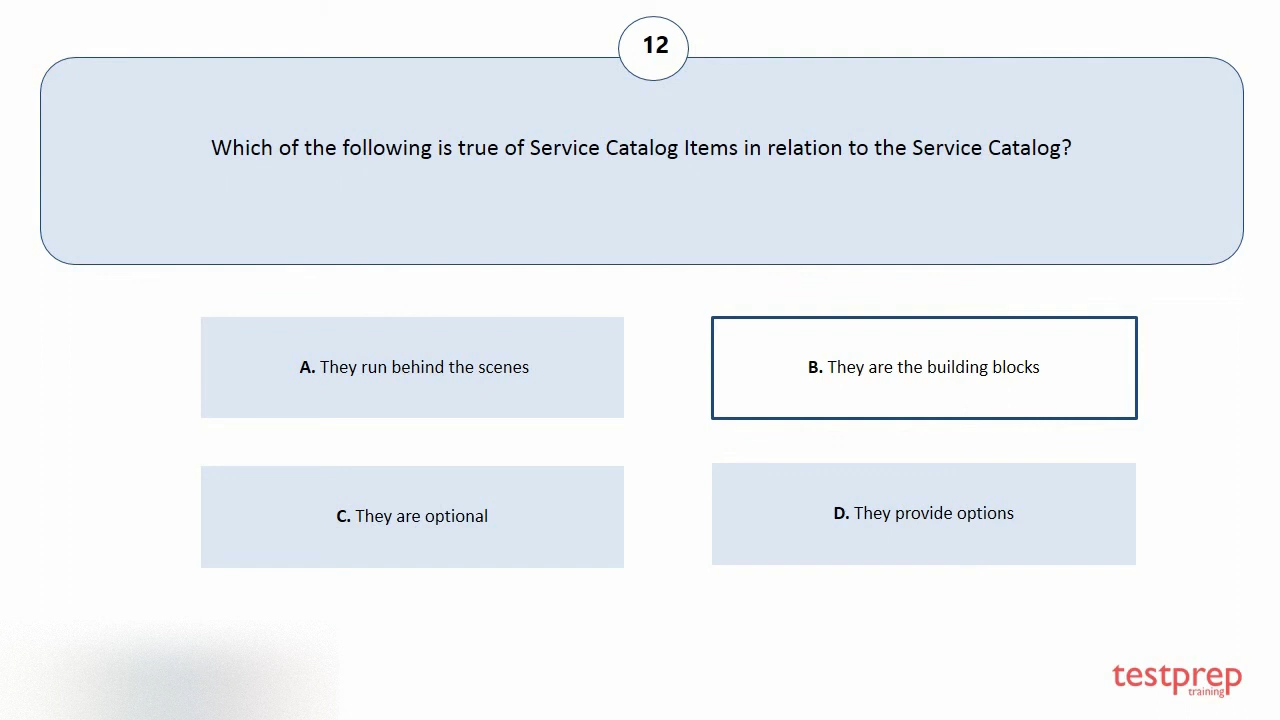 12
Which of the following is true of Service Catalog Items in relation to the Service Catalog?
A. They run behind the scenes
B. They are the building blocks
C. They are optional
D. They provide options
testprep
training